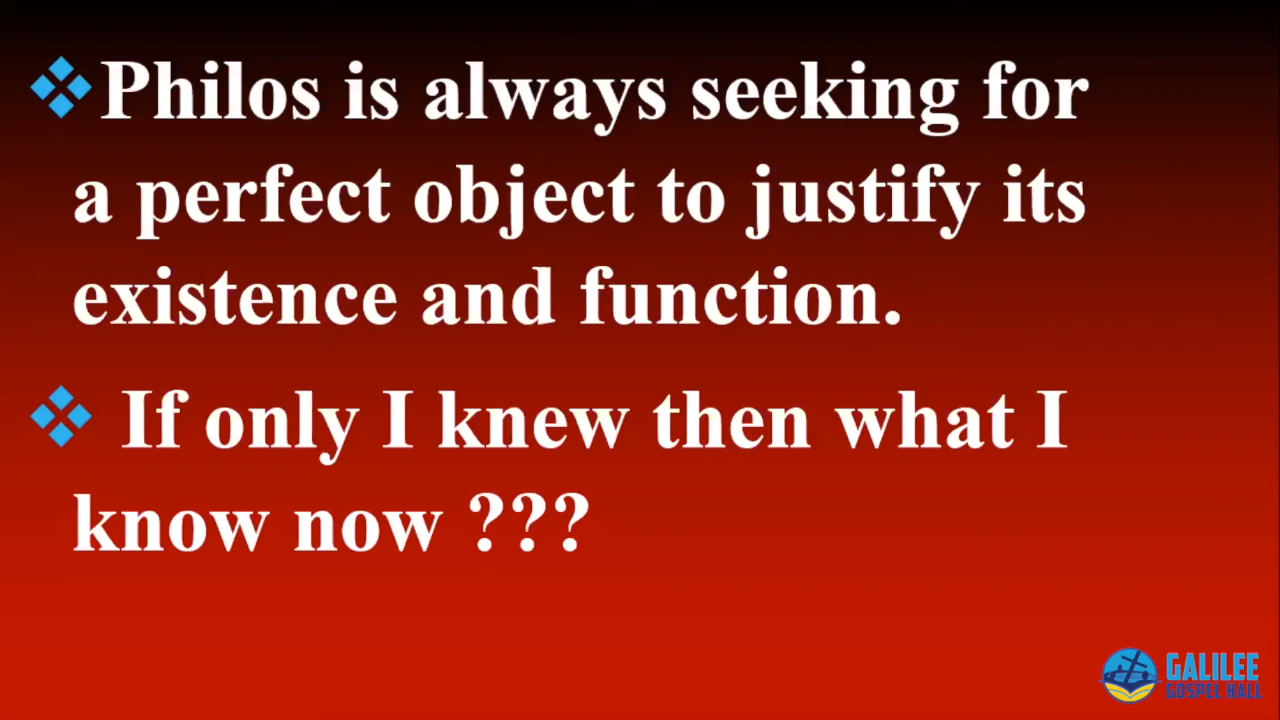 ❖Philos is always seeking for
a perfect object to justify its
existence and function.
❖ If only I knew then what I
know now ???
GALILEE
GOSPEL HALL